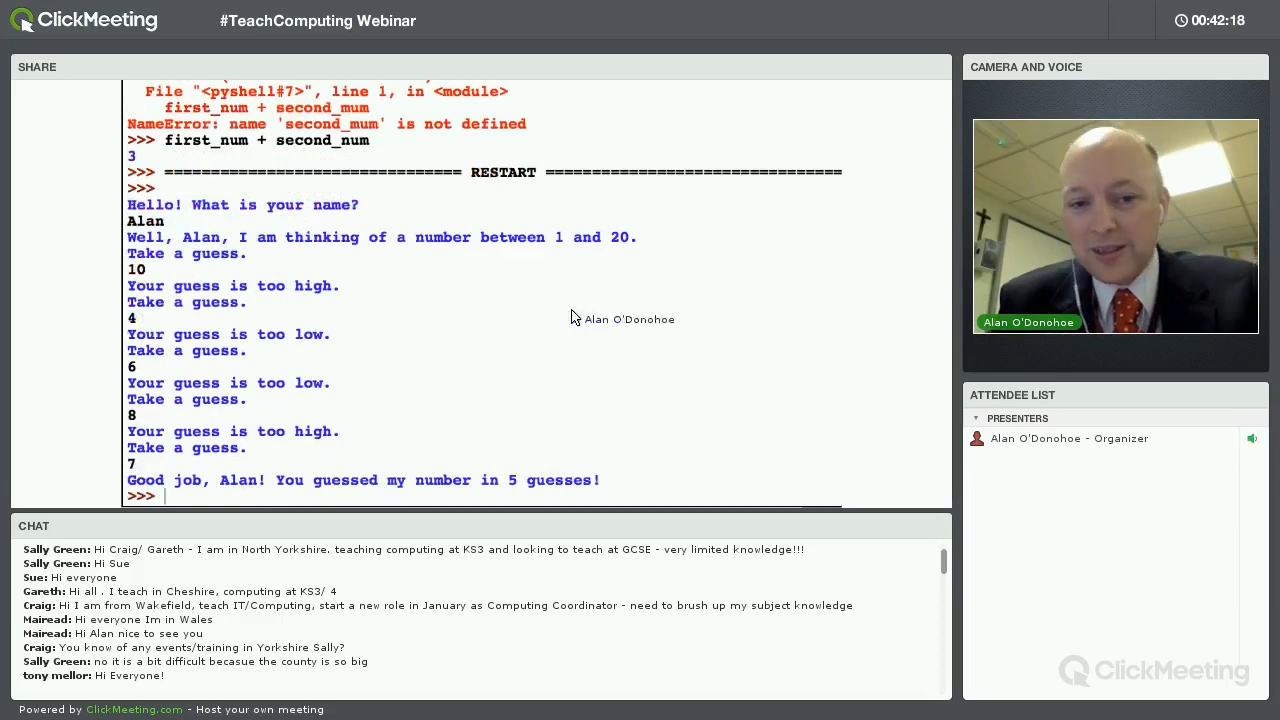 ClickMeeting
#TeachComputing Webinar
00:42:18
SHARE
File "<pyshell#7>", line 1, in <module>
first_num + second_mum
NameError: name 'second_mum' is not defined
>>> first_num + second_num
3
>>> ================================ RESTART ================================
>>>
Hello! What is your name?
Alan
Well, Alan, I am thinking of a number between 1 and 20.
Take a guess.
10
Your guess is too high.
Take a guess.
4
Your guess is too low.
Take a guess.
6
Your guess is too low.
Take a guess.
8
Your guess is too high.
Take a guess.
7
Good job, Alan! You guessed my number in 5 guesses!
>>>
Alan O'Donohoe
CAMERA AND VOICE
Alan O'Donohoe
ATTENDEE LIST
PRESENTERS
Alan O'Donohoe - Organizer
CHAT
Sally Green: Hi Craig/ Gareth - I am in North Yorkshire. teaching computing at KS3 and looking to teach at GCSE - very limited knowledge!!!
Sally Green: Hi Sue
Sue: Hi everyone
Gareth: Hi all . I teach in Cheshire, computing at KS3/ 4
Craig: Hi I am from Wakefield, teach IT/Computing, start a new role in January as Computing Coordinator - need to brush up my subject knowledge
Mairead: Hi everyone Im in Wales
Mairead: Hi Alan nice to see you
Craig: You know of any events/training in Yorkshire Sally?
Sally Green: no it is a bit difficult becasue the county is so big
tony mellor: Hi Everyone!
ClickMeeting
Powered by ClickMeeting.com - Host your own meeting